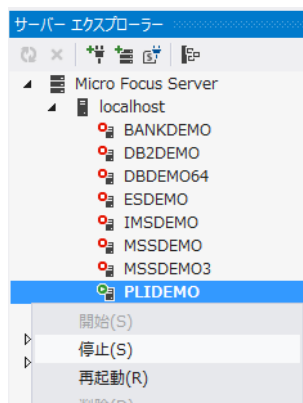 サーバー エクスプローラー
Micro Focus Server
localhost
BANKDEMO
DB2DEMO
DBDEMO64
ESDEMO
IMSDEMO
MSSDEMO
MSSDEMO3
PLIDEMO
開始(S)
停止(S)
再起動(R)